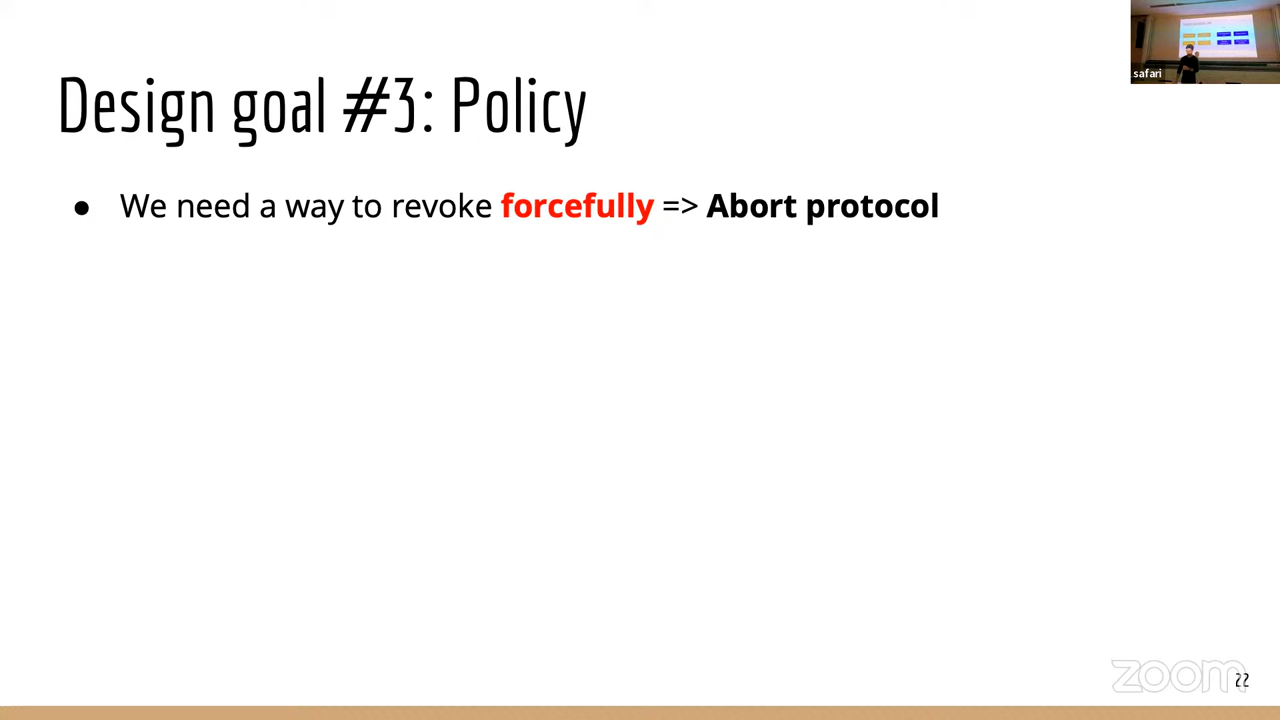 safari
Design goal #3: Policy
● We need a way to revoke forcefully => Abort protocol
zoom
22